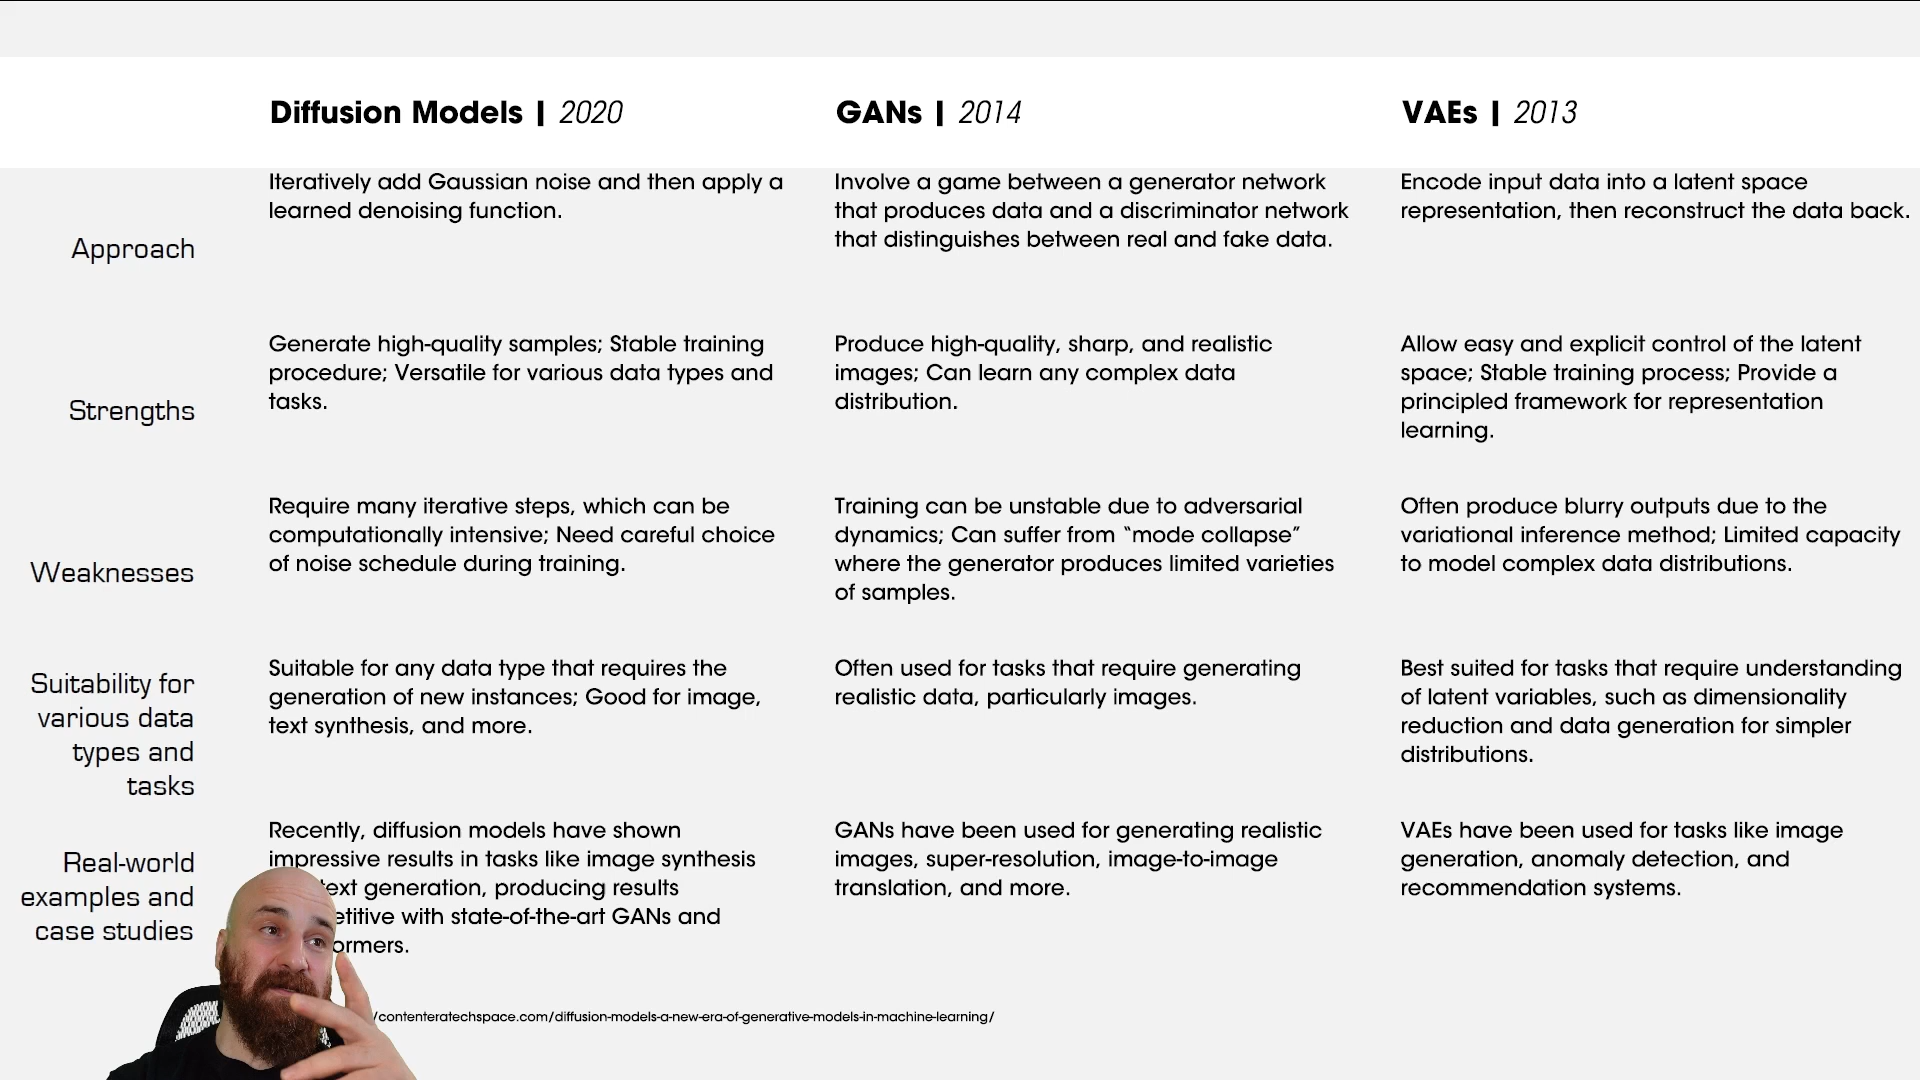 Diffusion Models | 2020
GANs | 2014
VAEs | 2013
Approach
Iteratively add Gaussian noise and then apply a
learned denoising function.
Involve a game between a generator network
that produces data and a discriminator network
that distinguishes between real and fake data.
Encode input data into a latent space
representation, then reconstruct the data back.
Strengths
Generate high-quality samples; Stable training
procedure; Versatile for various data types and
tasks.
Produce high-quality, sharp, and realistic
images; Can learn any complex data
distribution.
Allow easy and explicit control of the latent
space; Stable training process; Provide a
principled framework for representation
learning.
Weaknesses
Require many iterative steps, which can be
computationally intensive; Need careful choice
of noise schedule during training.
Training can be unstable due to adversarial
dynamics; Can suffer from “mode collapse”
where the generator produces limited varieties
of samples.
Often produce blurry outputs due to the
variational inference method; Limited capacity
to model complex data distributions.
Suitability for
various data
types and
tasks
Suitable for any data type that requires the
generation of new instances; Good for image,
text synthesis, and more.
Often used for tasks that require generating
realistic data, particularly images.
Best suited for tasks that require understanding
of latent variables, such as dimensionality
reduction and data generation for simpler
distributions.
Real-world
examples and
case studies
Recently, diffusion models have shown
impressive results in tasks like image synthesis
text generation, producing results
with state-of-the-art GANs and
GANs have been used for generating realistic
images, super-resolution, image-to-image
translation, and more.
VAEs have been used for tasks like image
generation, anomaly detection, and
recommendation systems.
/contenteratechspace.com/diffusion-models-a-new-era-of-generative-models-in-machine-learning/